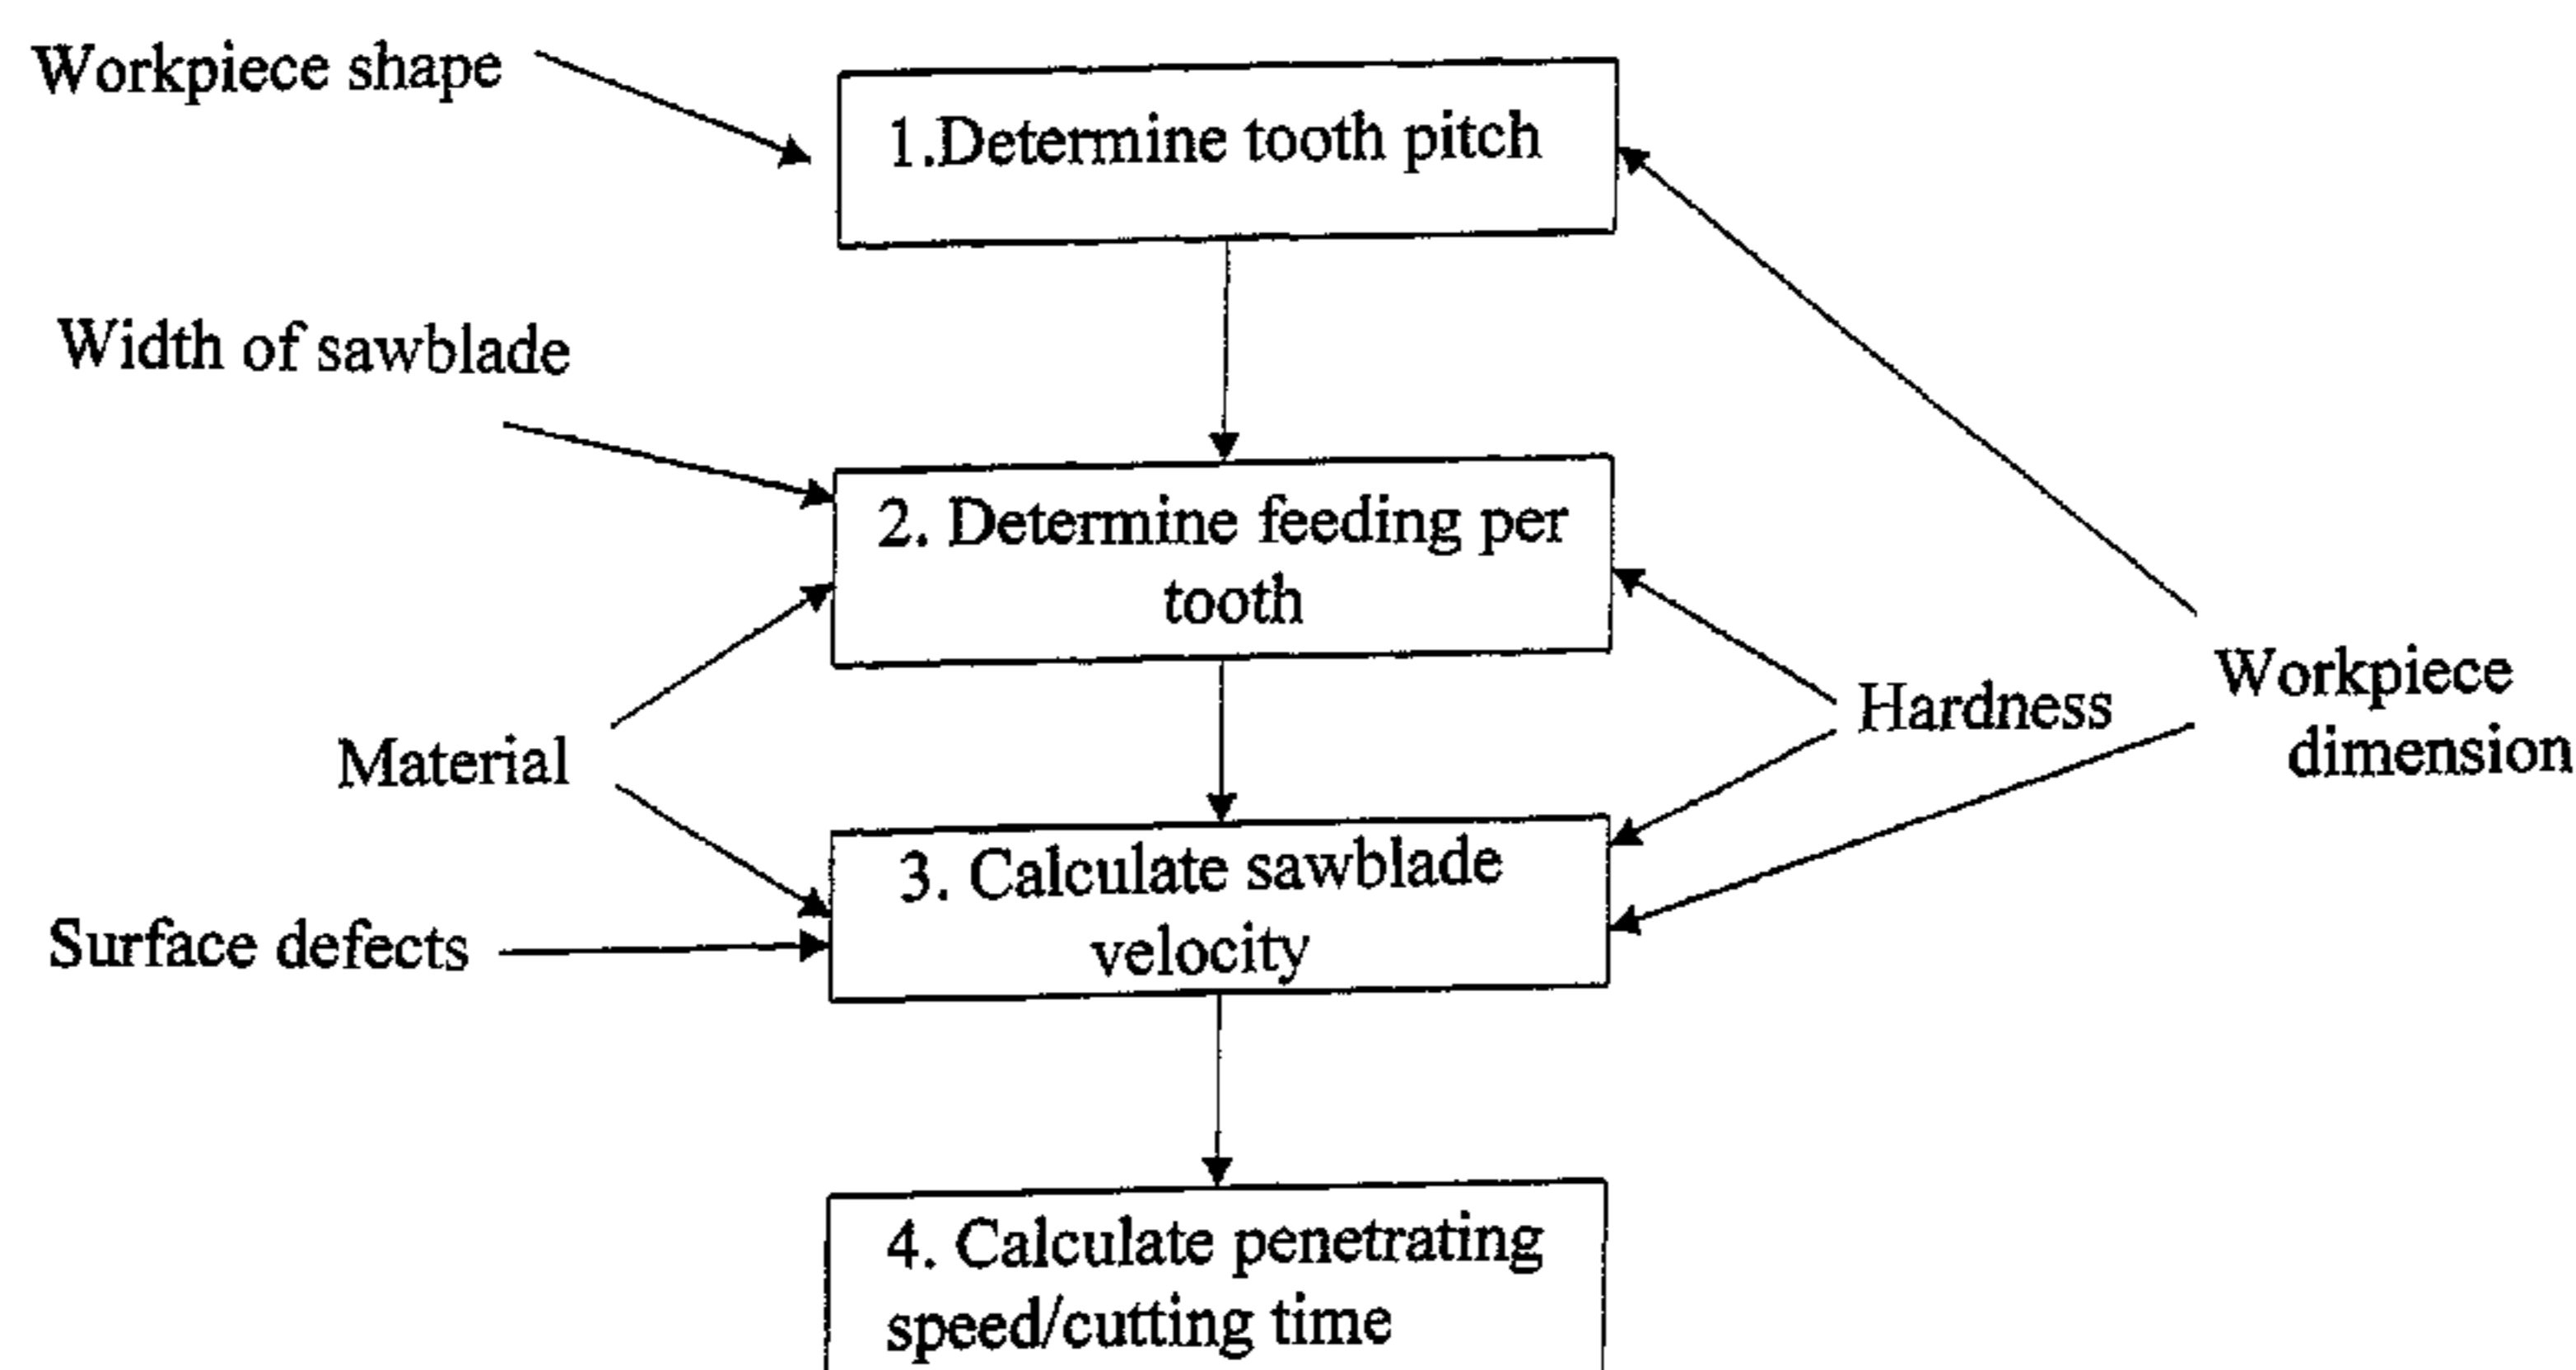 Workpiece shape
1.Determine tooth pitch
Width of sawblade
2. Determine feeding per
tooth
Material
Hardness
Workpiece
dimension
3. Calculate sawblade
velocity
Surface defects
4. Calculate penetrating
speed/cutting time